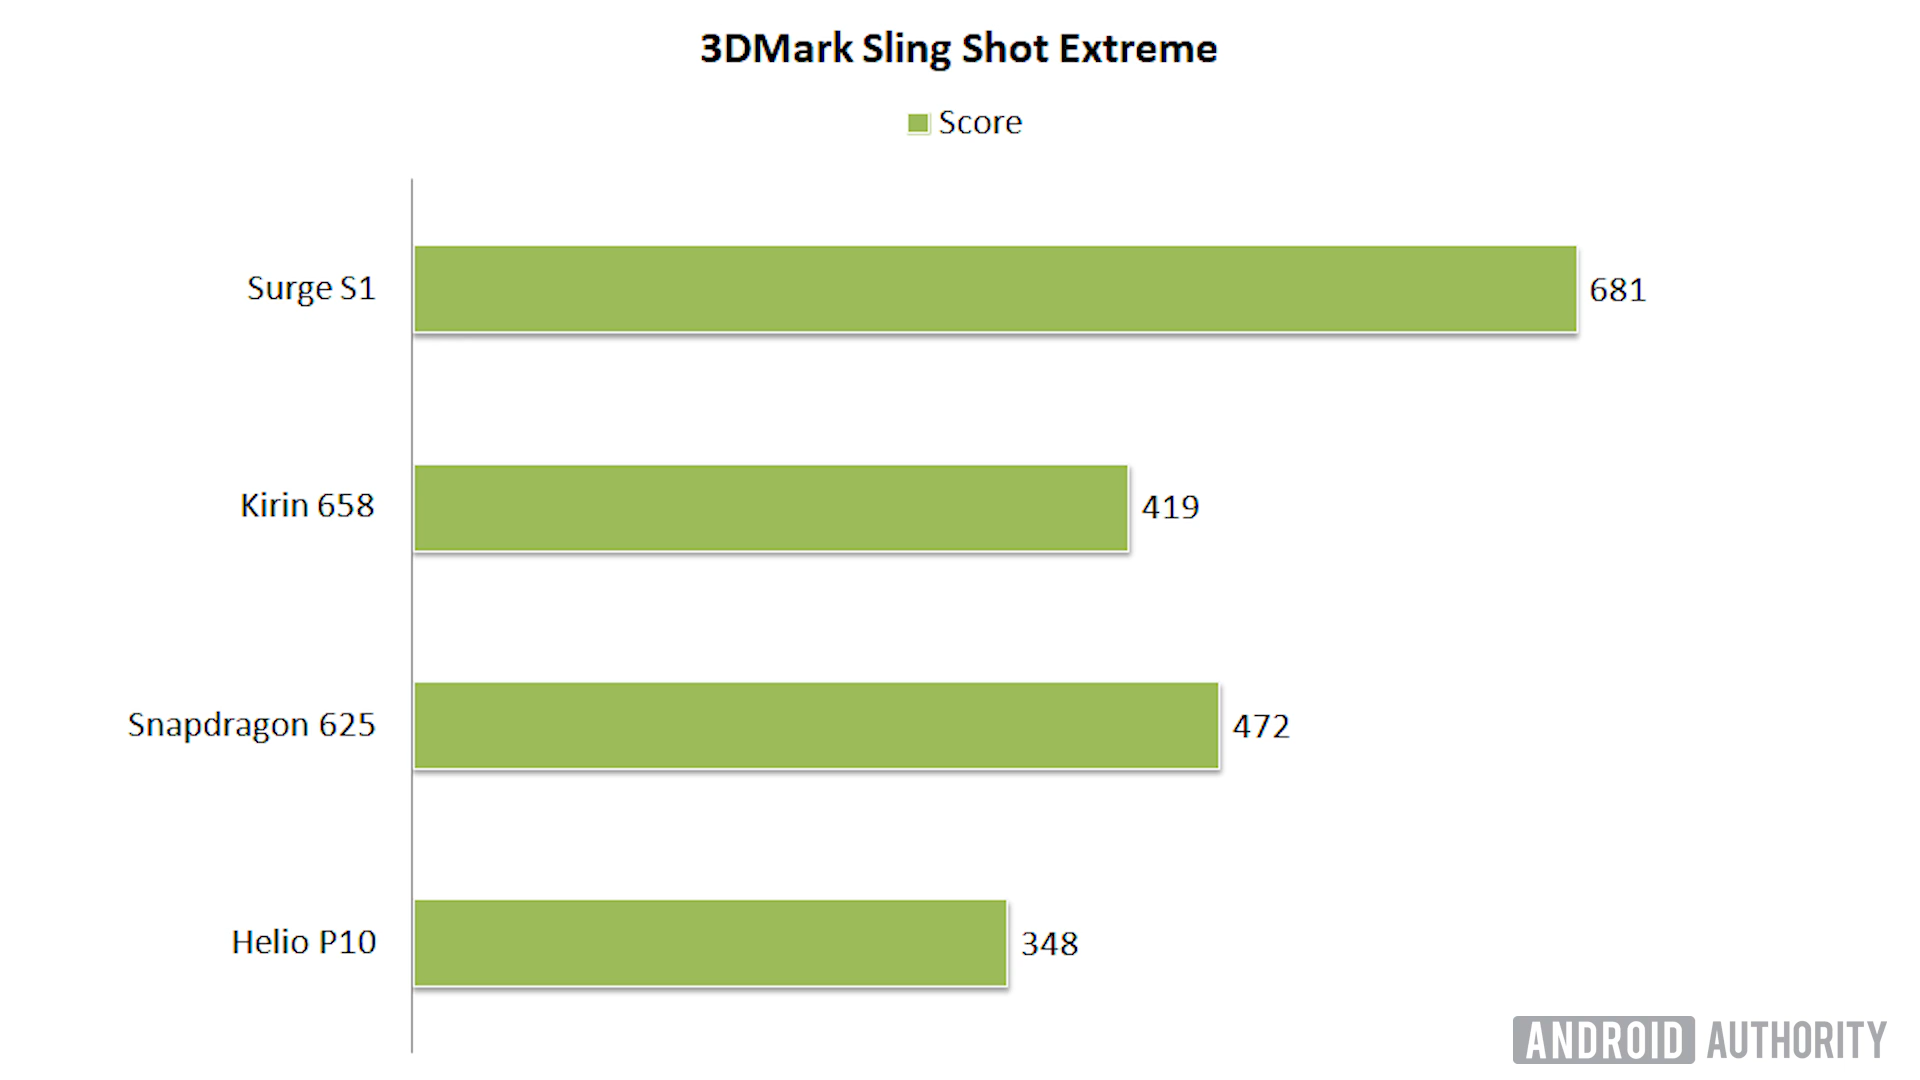 3DMark Sling Shot Extreme
Score
Surge S1 681
Kirin 658 419
Snapdragon 625 472
Helio P10 348
ANDROID AUTHORITY